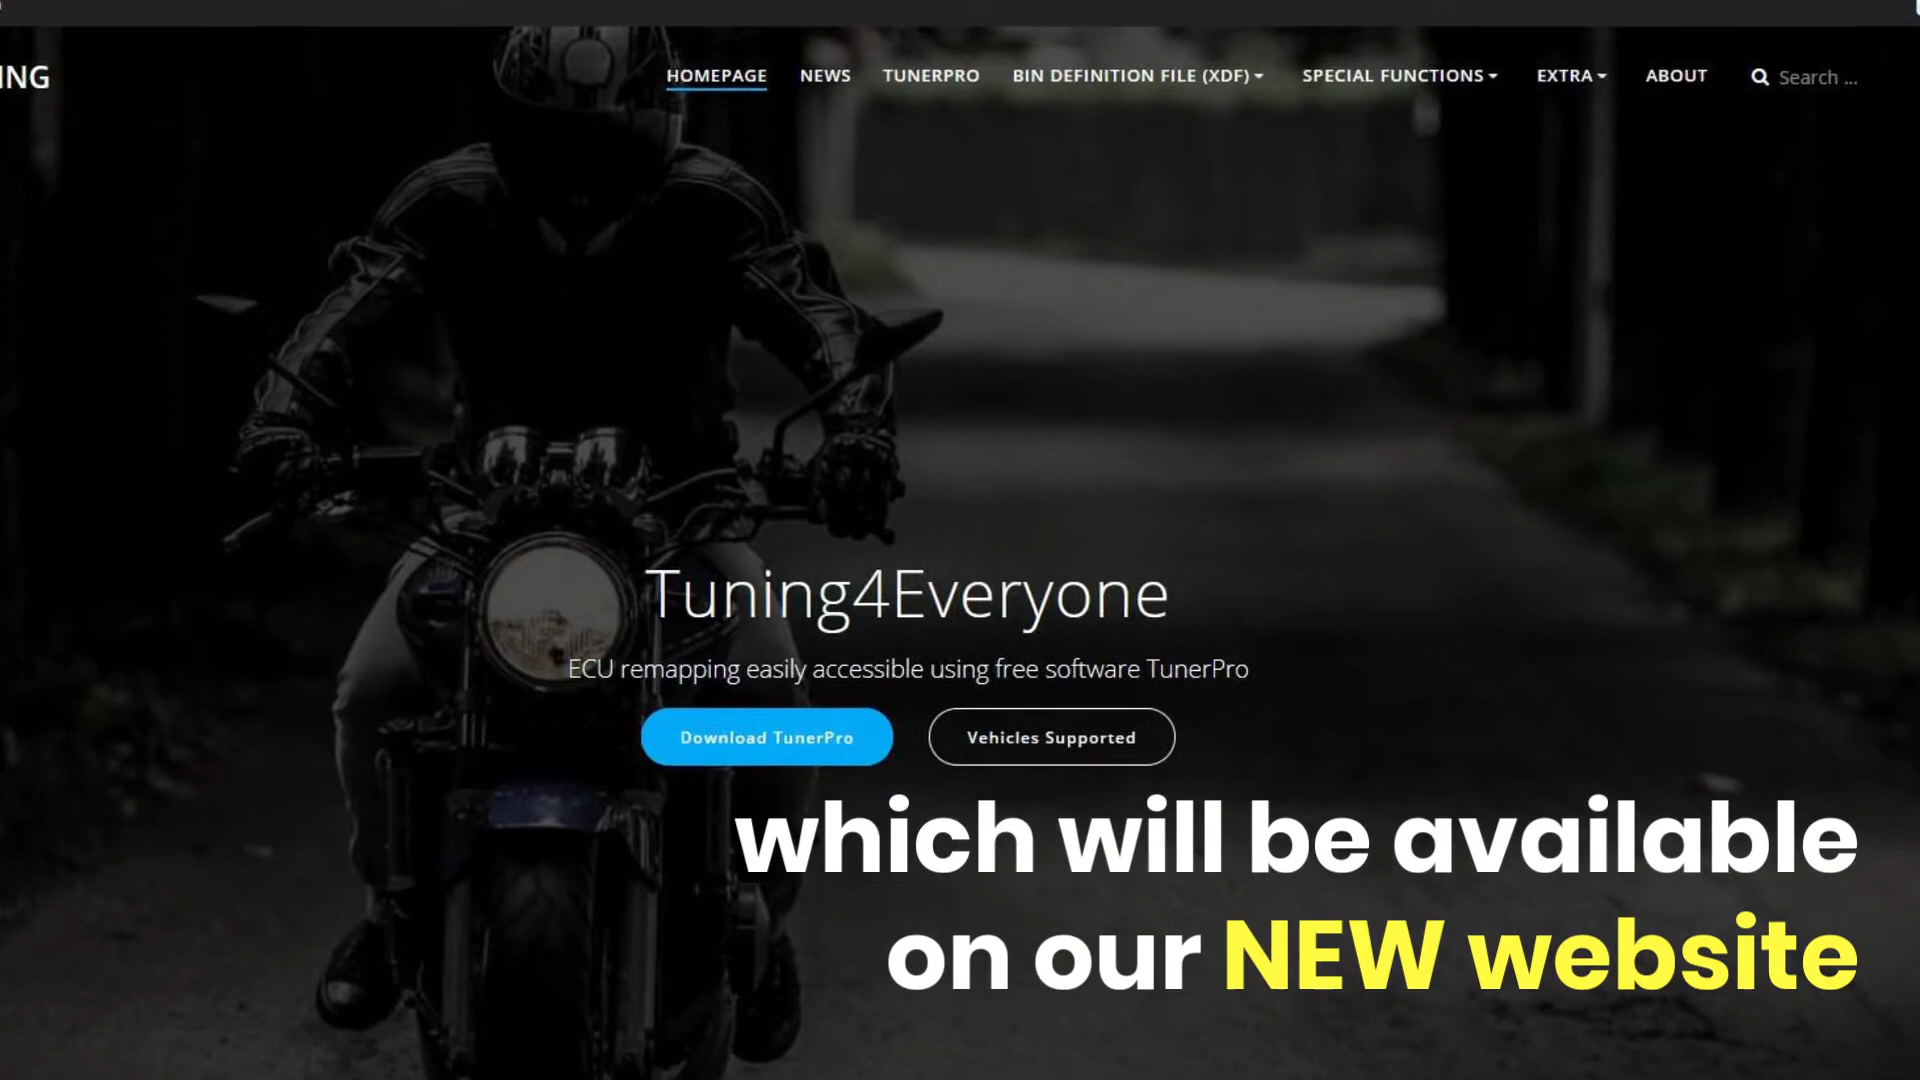 ING
HOMEPAGE NEWS TUNERPRO BIN DEFINITION FILE (XDF) SPECIAL FUNCTIONS EXTRA ABOUT Search ...
Tuning4Everyone
ECU remapping easily accessible using free software TunerPro
Download TunerPro Vehicles Supported
which will be available
on our NEW website